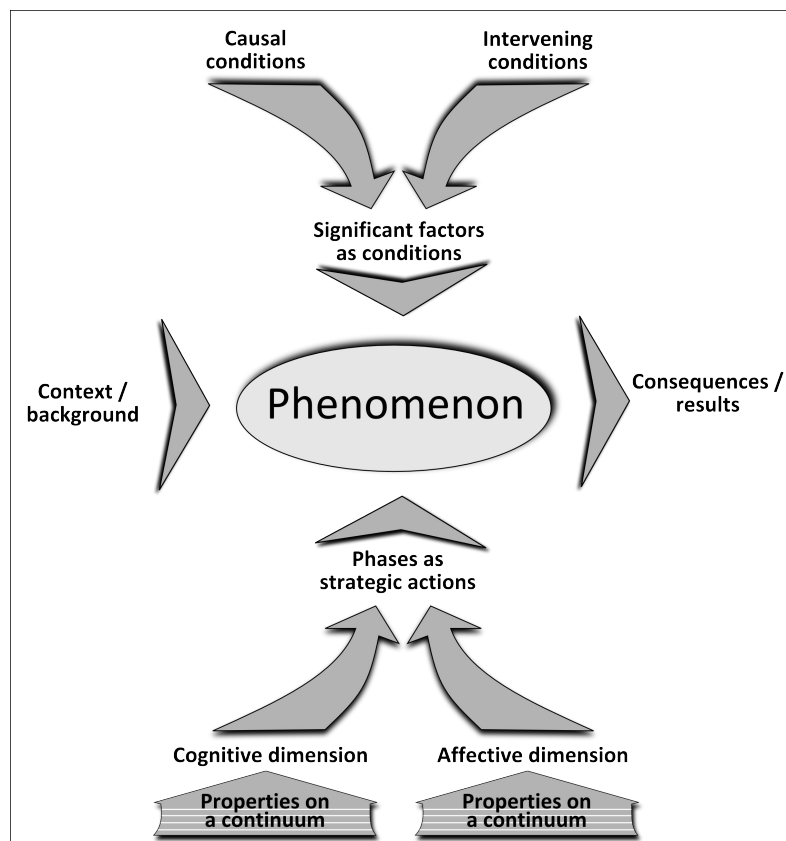 Causal
conditions
Intervening
conditions
Significant factors
as conditions
Context /
background
Phenomenon
Consequences /
results
Phases as
strategic actions
Cognitive dimension
Affective dimension
Properties on
a continuum
Properties on
a continuum